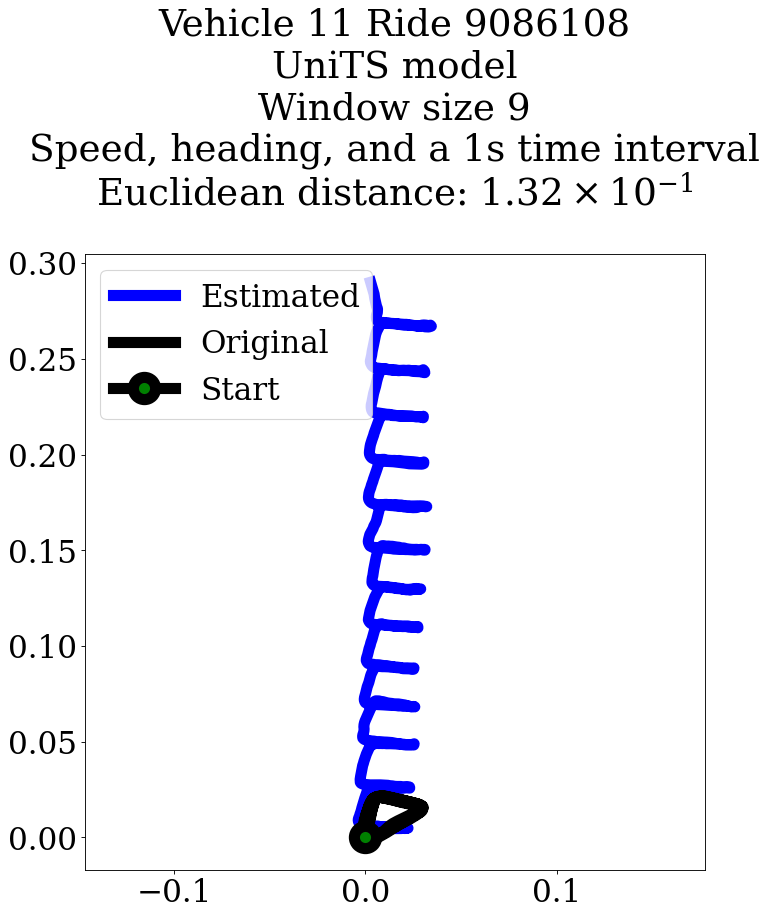 Vehicle 11 Ride 9086108
UniTS model
Window size 9
Speed, heading, and a 1s time interval
Euclidean distance: 1.32 × 10⁻¹
0.30
0.25
0.20
0.15
0.10
0.05
0.00
Estimated
Original
Start
−0.1
0.0
0.1